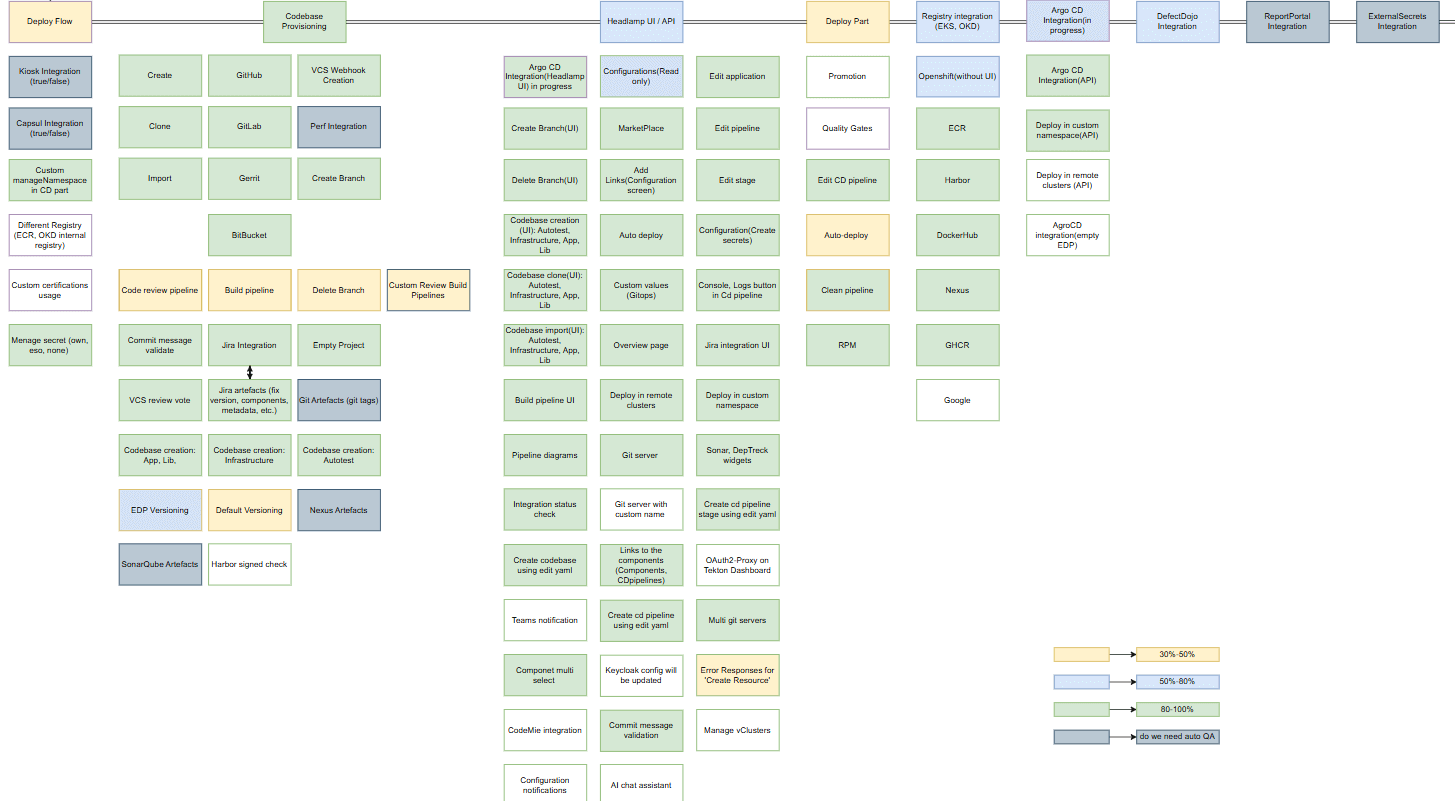 Deploy Flow
Codebase
Provisioning
Headlamp UI / API
Deploy Part
Registry integration
(EKS, OKD)
Argo CD
Integration(in
progress)
DefectDojo
Integration
ReportPortal
Integration
ExternalSecrets
Integration
Kiosk Integration
(true/false)
Capsul Integration
(true/false)
Custom
manageNamespace
in CD part
Different Registry
(ECR, OKD internal
registry)
Custom certifications
usage
Menage secret (own,
eso, none)
Create
GitHub
VCS Webhook
Creation
Clone
GitLab
Perf Integration
Import
Gerrit
Create Branch
BitBucket
Code review pipeline
Build pipeline
Delete Branch
Custom Review Build
Pipelines
Commit message
validate
Jira Integration
Empty Project
VCS review vote
Jira artefacts (fix
version, components,
metadata, etc.)
Git Artefacts (git tags)
Codebase creation:
App, Lib,
Codebase creation:
Infrastructure
Codebase creation:
Autotest
EDP Versioning
Default Versioning
Nexus Artefacts
SonarQube Artefacts
Harbor signed check
Argo CD
Integration(Headlamp
UI) in progress
Configurations(Read
only)
Edit application
Create Branch(UI)
MarketPlace
Edit pipeline
Delete Branch(UI)
Add
Links(Configuration
screen)
Edit stage
Codebase creation
(UI): Autotest,
Infrastructure, App,
Lib
Auto deploy
Configuration(Create
secrets)
Codebase clone(UI):
Autotest,
Infrastructure, App,
Lib
Custom values
(Gitops)
Console, Logs button
in Cd pipeline
Codebase import(UI):
Autotest,
Infrastructure, App,
Lib
Overview page
Jira integration UI
Build pipeline UI
Deploy in remote
clusters
Deploy in custom
namespace
Pipeline diagrams
Git server
Sonar, DepTreck
widgets
Integration status
check
Git server with
custom name
Create cd pipeline
stage using edit yaml
Create codebase
using edit yaml
Links to the
components
(Components,
CDpipelines)
OAuth2-Proxy on
Tekton Dashboard
Teams notification
Create cd pipeline
using edit yaml
Multi git servers
Componet multi
select
Keycloak config will
be updated
Error Responses for
'Create Resource'
CodeMie integration
Commit message
validation
Manage vClusters
Configuration
notifications
AI chat assistant
Promotion
Quality Gates
Edit CD pipeline
Auto-deploy
Clean pipeline
RPM
Openshift(without UI)
ECR
Harbor
DockerHub
Nexus
GHCR
Google
Argo CD
Integration(API)
Deploy in custom
namespace(API)
Deploy in remote
clusters (API)
AgroCD
integration(empty
EDP)
30%-50%
50%-80%
80-100%
do we need auto QA